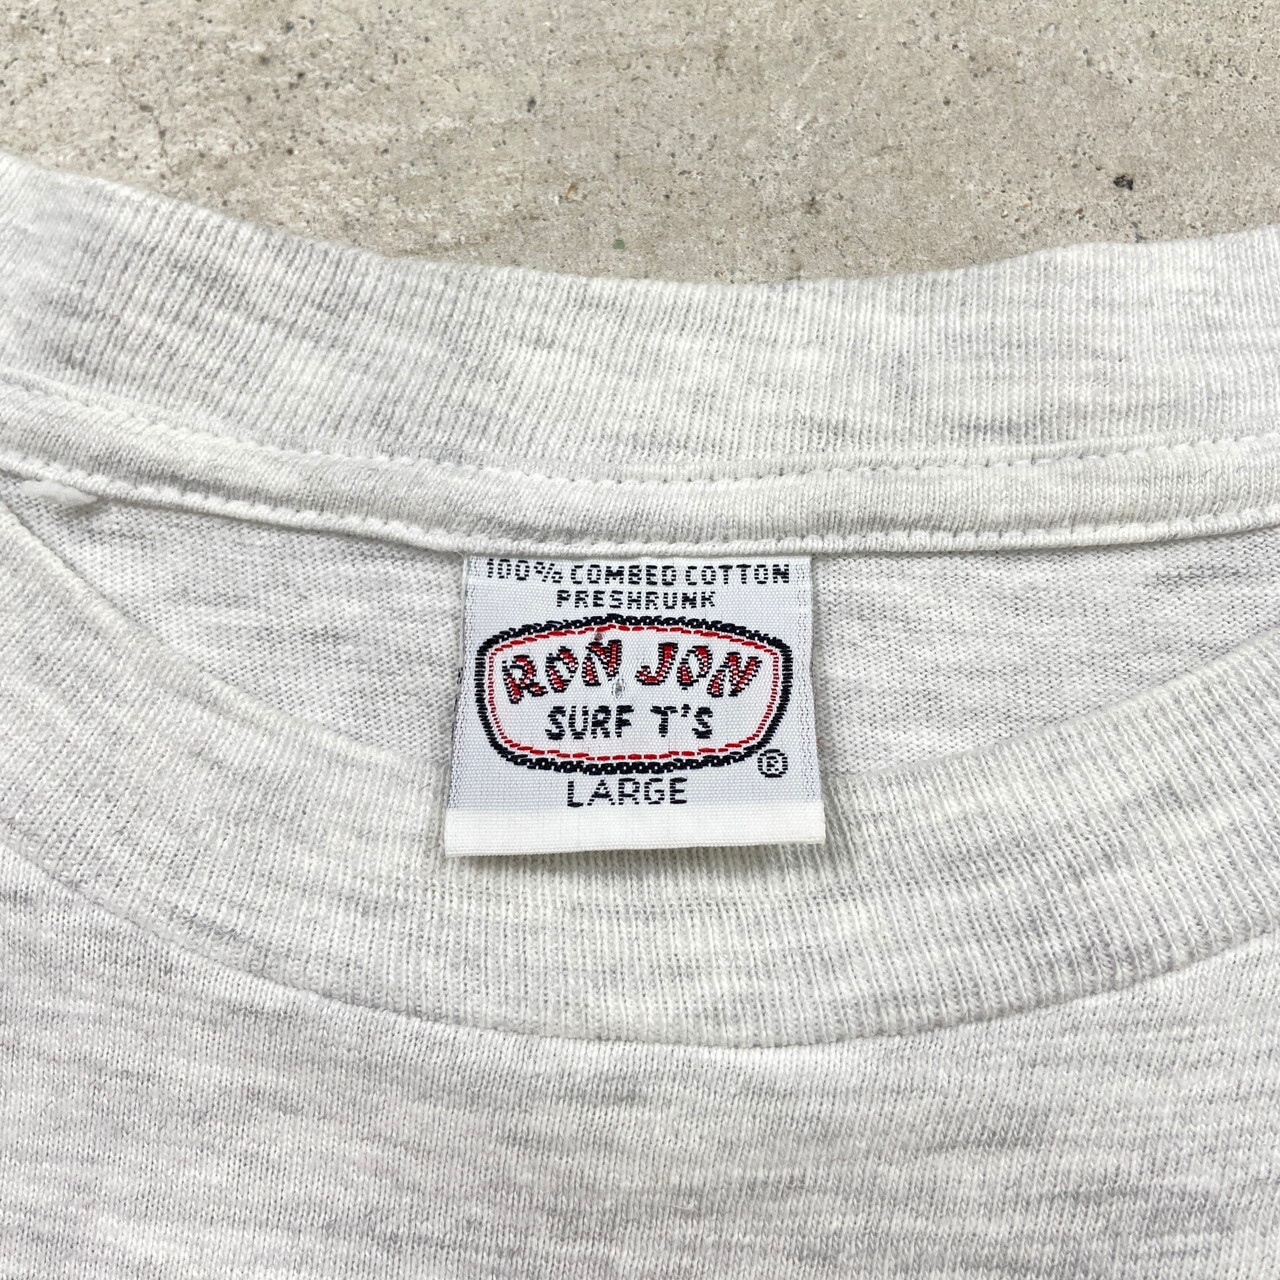 100% COMBED COTTON
PRESHRUNK
RON JON
SURF T'S
®
LARGE